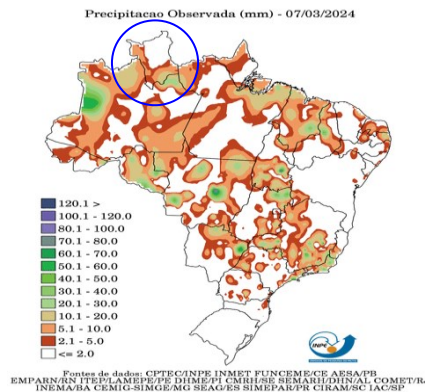 Precipitacao Observada (mm) - 07/03/2024
120.1 >
100.1 - 120.0
80.1 - 100.0
70.1 - 80.0
60.1 - 70.0
50.1 - 60.0
40.1 - 50.0
30.1 - 40.0
20.1 - 30.0
10.1 - 20.0
5.1 - 10.0
2.1 - 5.0
<= 2.0
INPE
Fontes de dados: CPTEC/INPE INMET FUNCEME/CE AESA/PB
EMPARN/RN ITEP/LAMEPE/PE DHME/PI CMRH/SE SEMARH/DHN/AL COMET/R
INEMA/BA CEMIG-SIMGE/MG SEAG/ES SIMEPAR/PR CIRAM/SC IAC/SP